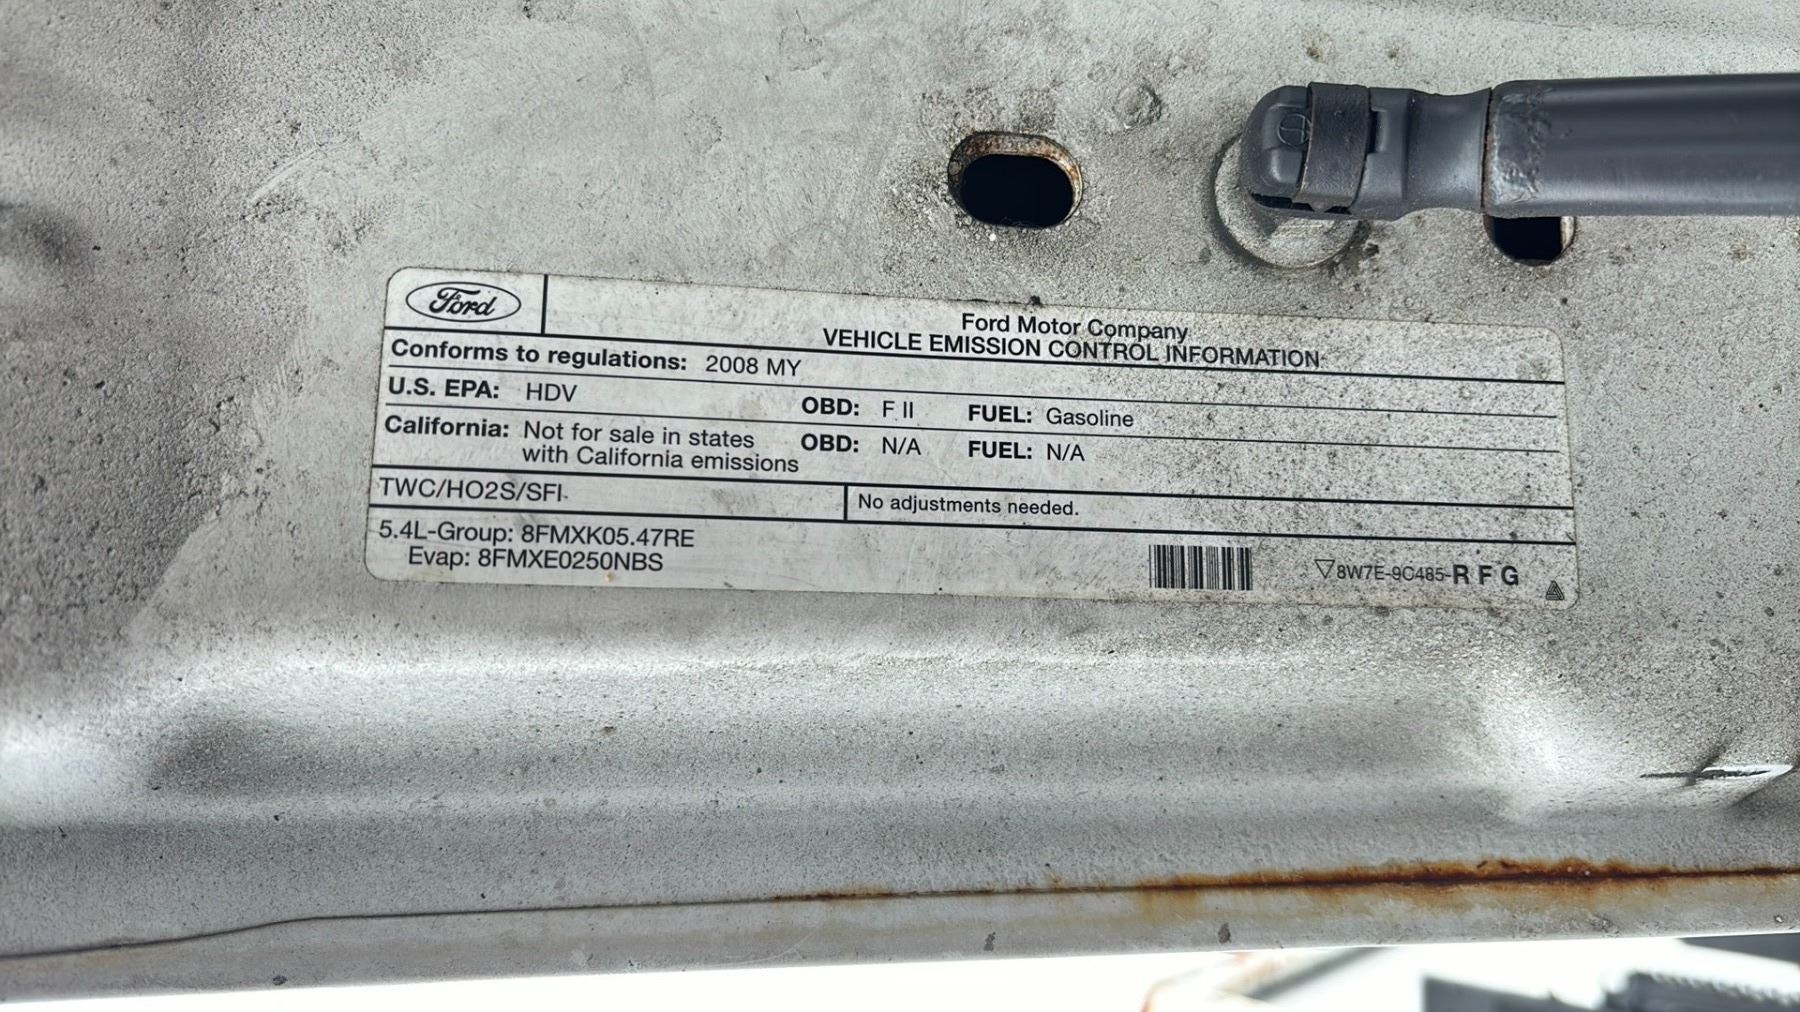 Ford
Ford Motor Company
VEHICLE EMISSION CONTROL INFORMATION
Conforms to regulations: 2008 MY
U.S. EPA: HDV OBD: F II FUEL: Gasoline
California: Not for sale in states with California emissions OBD: N/A FUEL: N/A
TWC/HO2S/SFI
No adjustments needed.
5.4L-Group: 8FMXK05.47RE
Evap: 8FMXE0250NBS
8W7E-9C485-R F G